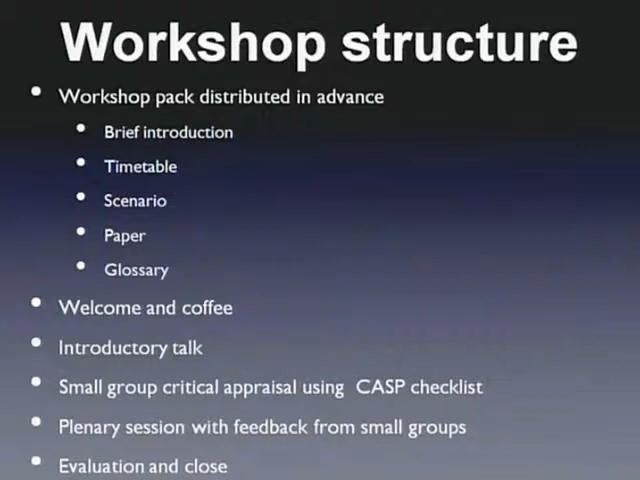 Workshop structure
• Workshop pack distributed in advance
• Brief introduction
• Timetable
• Scenario
• Paper
• Glossary
• Welcome and coffee
• Introductory talk
• Small group critical appraisal using CASP checklist
• Plenary session with feedback from small groups
• Evaluation and close